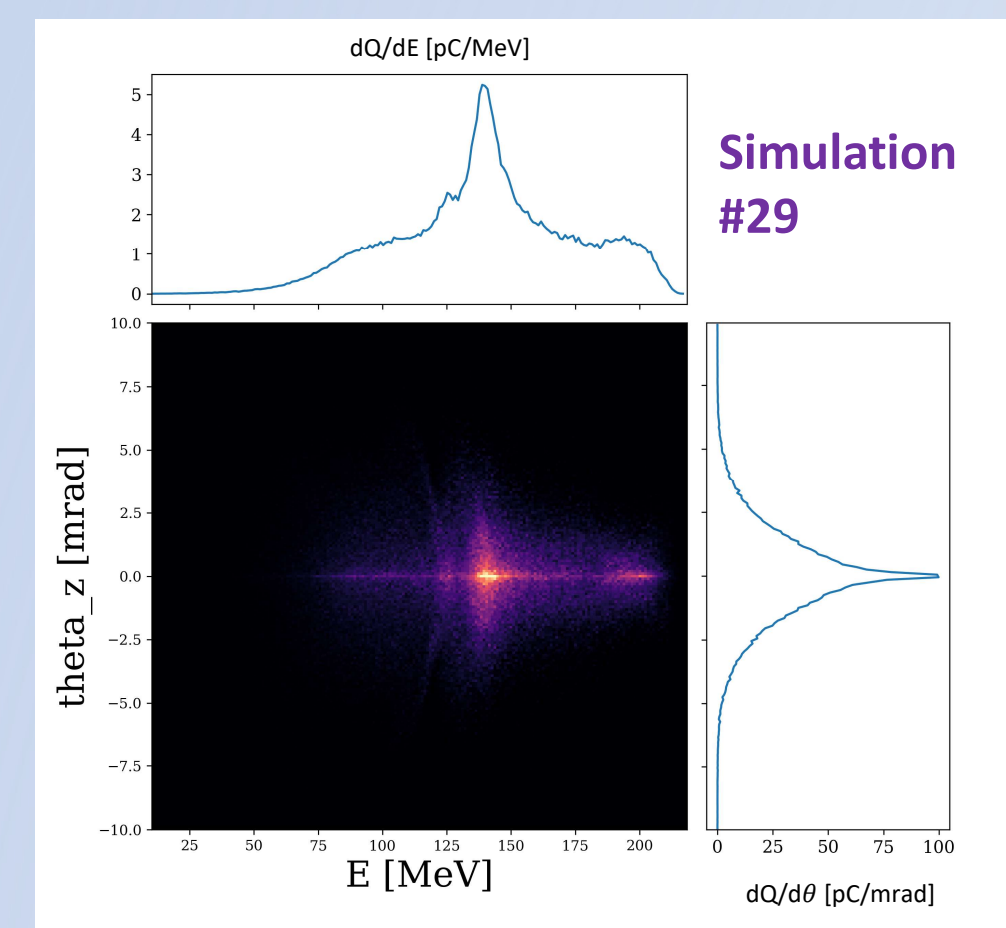 dQ/dE [pC/MeV]
5
4
3
2
1
0
Simulation
#29
10.0
7.5
5.0
2.5
0.0
−2.5
−5.0
−7.5
−10.0
theta_z [mrad]
25 50 75 100 125 150 175 200
E [MeV]
0 25 50 75 100
dQ/d𝜃 [pC/mrad]